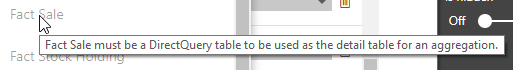 Fact Sale
Off
Fact Sale must be a DirectQuery table to be used as the detail table for an aggregation.
Fact Stock Holding